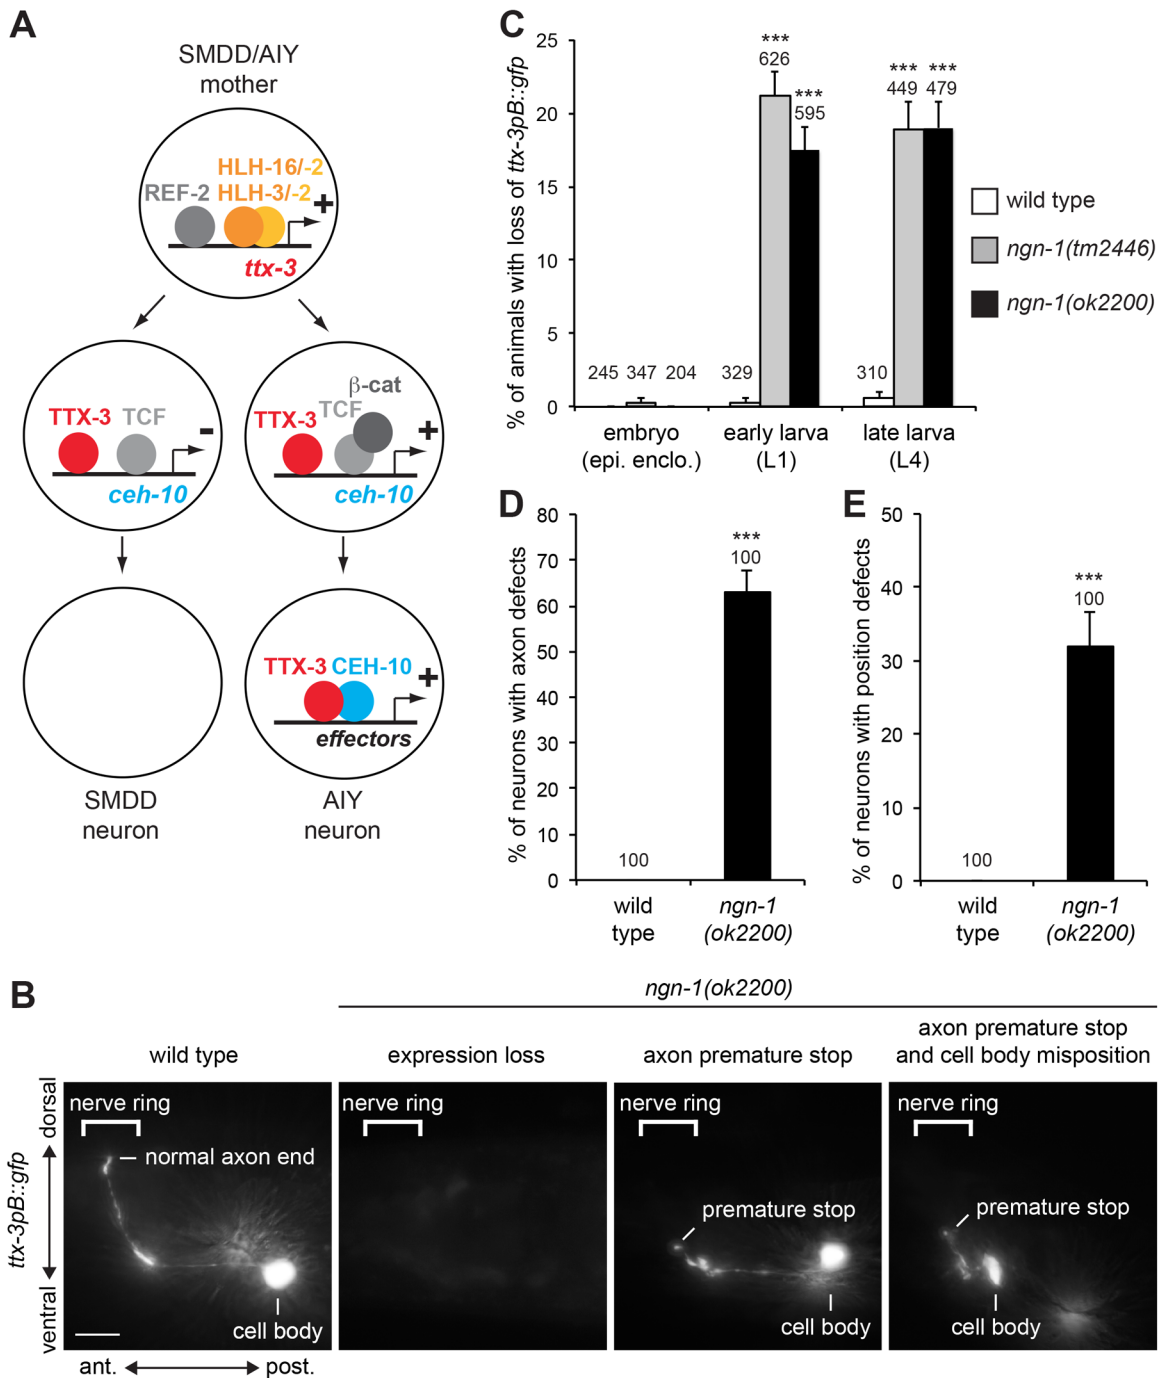 A
SMDD/AIY
mother
HLH-16/-2
REF-2 HLH-3/-2
+
ttx-3
TTX-3 TCF
-
ceh-10
β-cat
TTX-3 TCF
+
ceh-10
TTX-3 CEH-10
+
effectors
SMDD
neuron
AIY
neuron
C
% of animals with loss of ttx-3pB::gfp
25
20
15
10
5
0
245 347 204
329
***
626
***
595
310
***
449
***
479
embryo
(epi. enclo.)
early larva
(L1)
late larva
(L4)
wild type
ngn-1(tm2446)
ngn-1(ok2200)
D
% of neurons with axon defects
80
70
60
50
40
30
20
10
0
100
***
100
wild
type
ngn-1
(ok2200)
E
% of neurons with position defects
50
40
30
20
10
0
100
***
100
wild
type
ngn-1
(ok2200)
B
ngn-1(ok2200)
wild type
expression loss
axon premature stop
axon premature stop
and cell body misposition
ttx-3pB::gfp
dorsal
ventral
nerve ring
normal axon end
cell body
nerve ring
nerve ring
premature stop
cell body
nerve ring
premature stop
cell body
ant.
post.